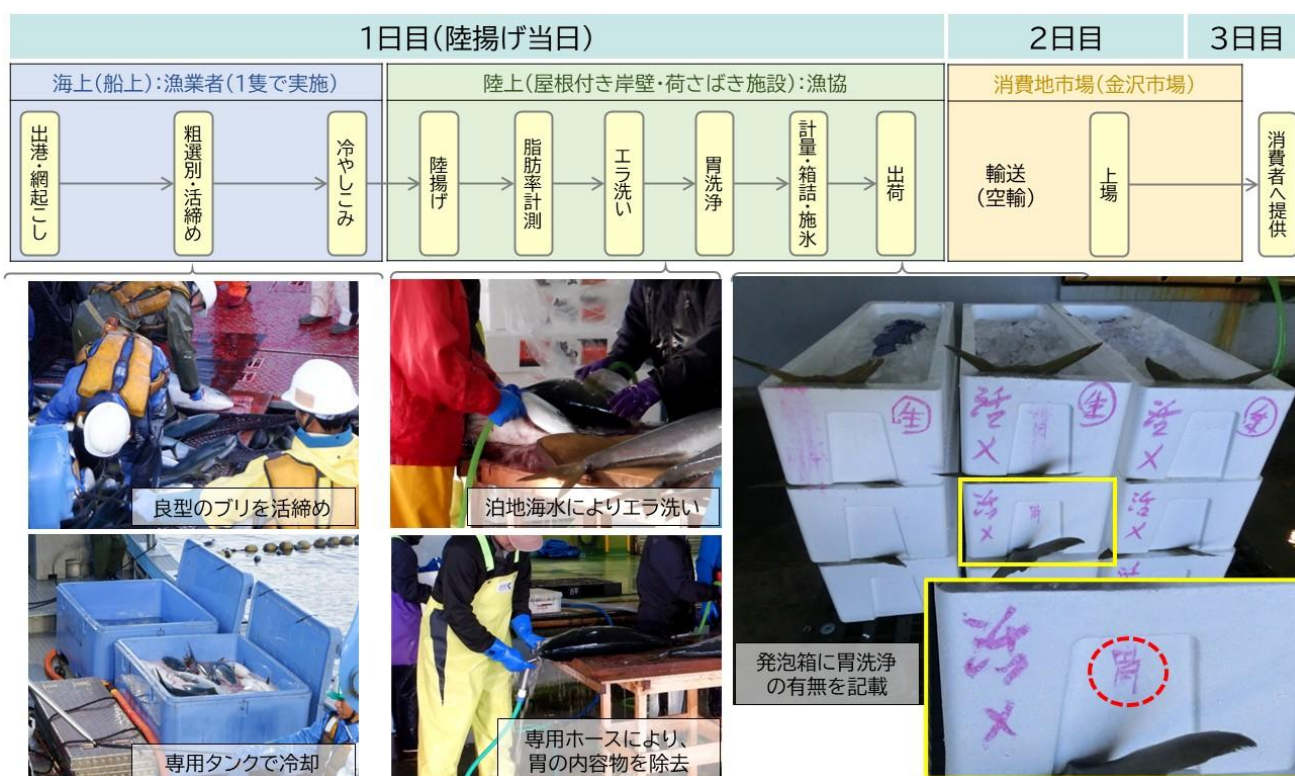 1日目(陸揚げ当日)
2日目
3日目
海上(船上):漁業者(1隻で実施)
陸上(屋根付き岸壁・荷さばき施設):漁協
消費地市場(金沢市場)
出港・網起こし
粗選別・活締め
冷やしこみ
陸揚げ
脂肪率計測
エラ洗い
胃洗浄
計量・箱詰・施氷
出荷
輸送
(空輸)
上場
消費者へ提供
良型のブリを活締め
専用タンクで冷却
泊地海水によりエラ洗い
専用ホースにより、
胃の内容物を除去
発泡箱に胃洗浄
の有無を記載
活
メ
胃